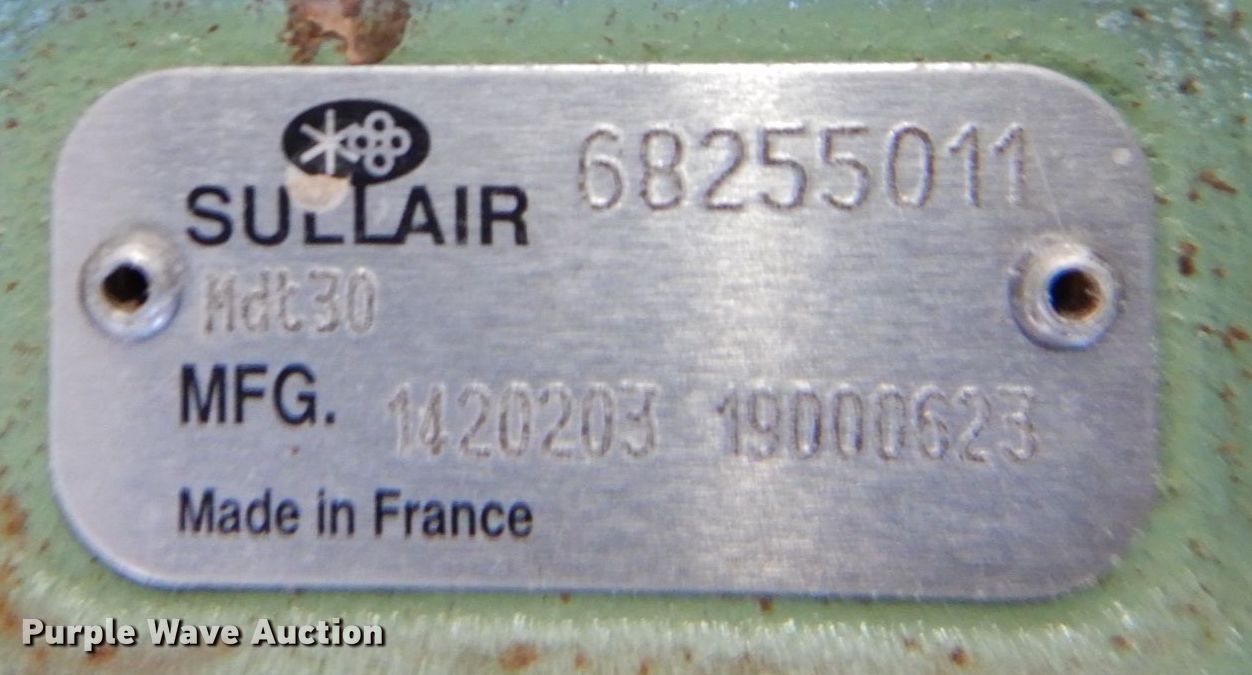 SULLAIR 68255011
Mdt30
MFG. 1420203 19000623
Made in France
Purple Wave Auction